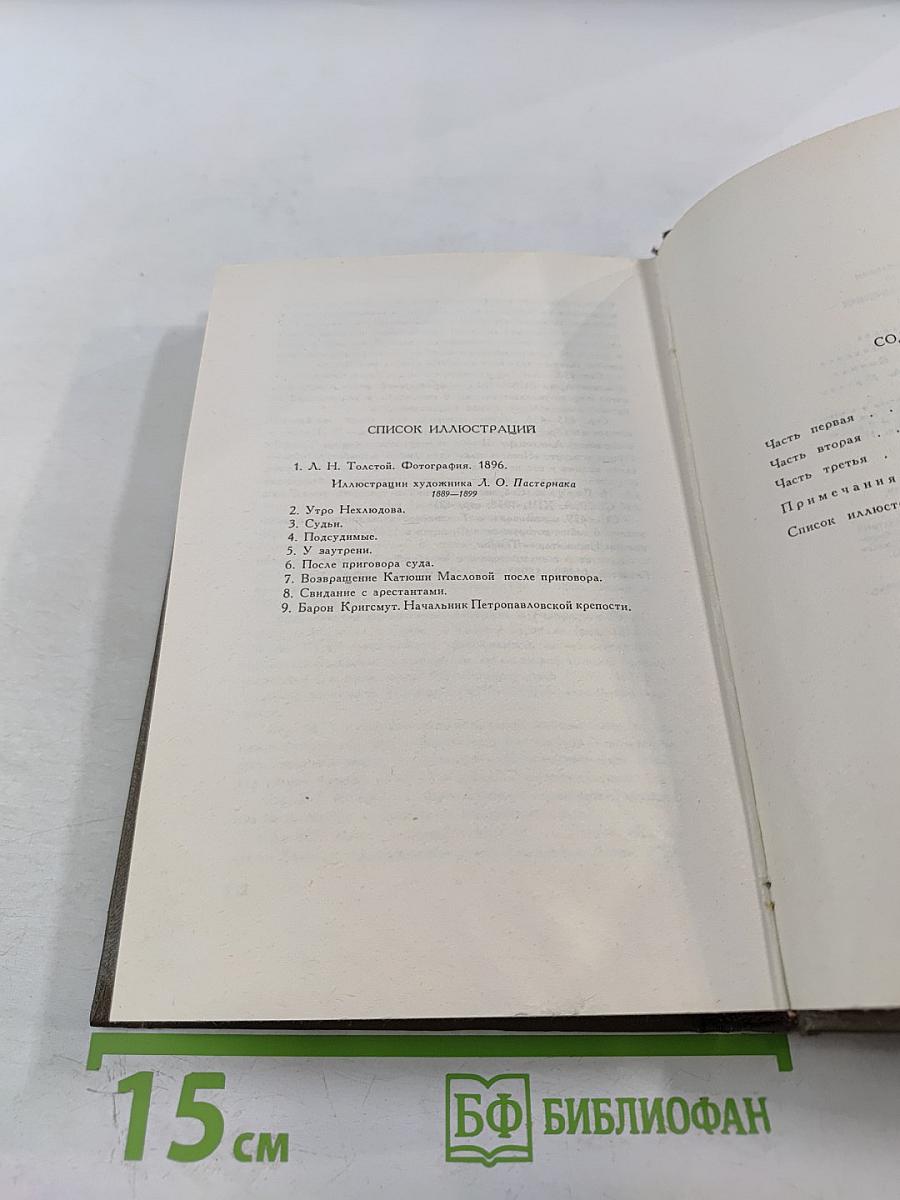 СПИСОК ИЛЛЮСТРАЦИЙ
1. Л. Н. Толстой. Фотография. 1896.
Иллюстрации художника Л. О. Пастернака
1889—1899
2. Утро Нехлюдова.
3. Судьи.
4. Подсудимые.
5. У заутрени.
6. После приговора суда.
7. Возвращение Катюши Масловой после приговора.
8. Свидание с арестантами.
9. Барон Кригсмут. Начальник Петропавловской крепости.
СО
Часть первая . .
Часть вторая . .
Часть третья .
Примечания
Список иллюст
15 см
БФ БИБЛИОФАН